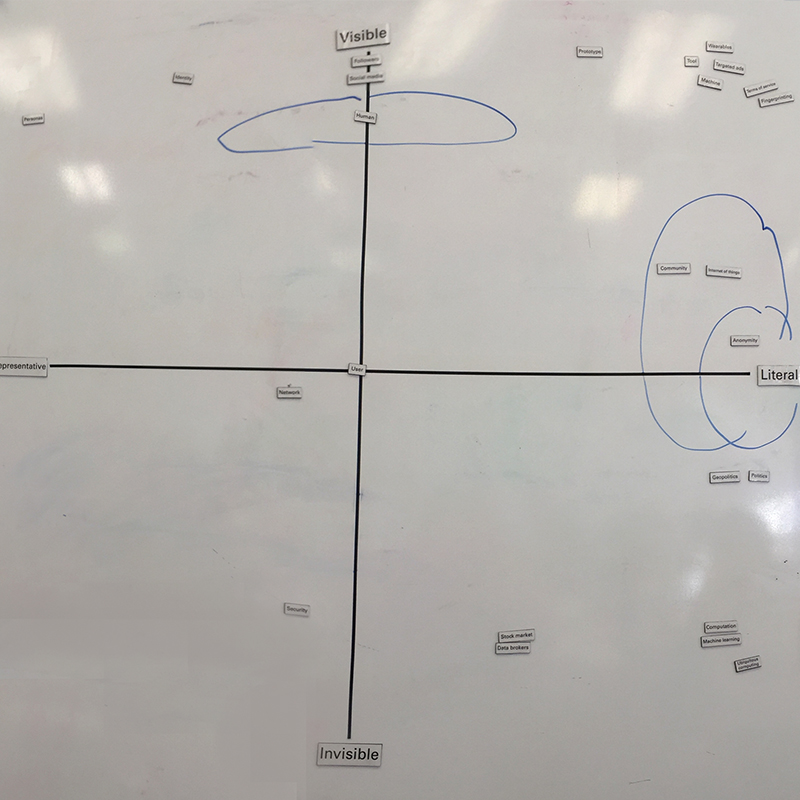 Visible
Followers
Social media
Prototype
Wearables
Tool
Targeted ads
Machine
Terms of service
Fingerprinting
Identity
Personas
Human
Community
Internet of things
Anonymity
epresentative
User
Literal
Network
Geopolitics
Politics
Security
Stock market
Data brokers
Computation
Machine learning
Ubiquitous
computing
Invisible